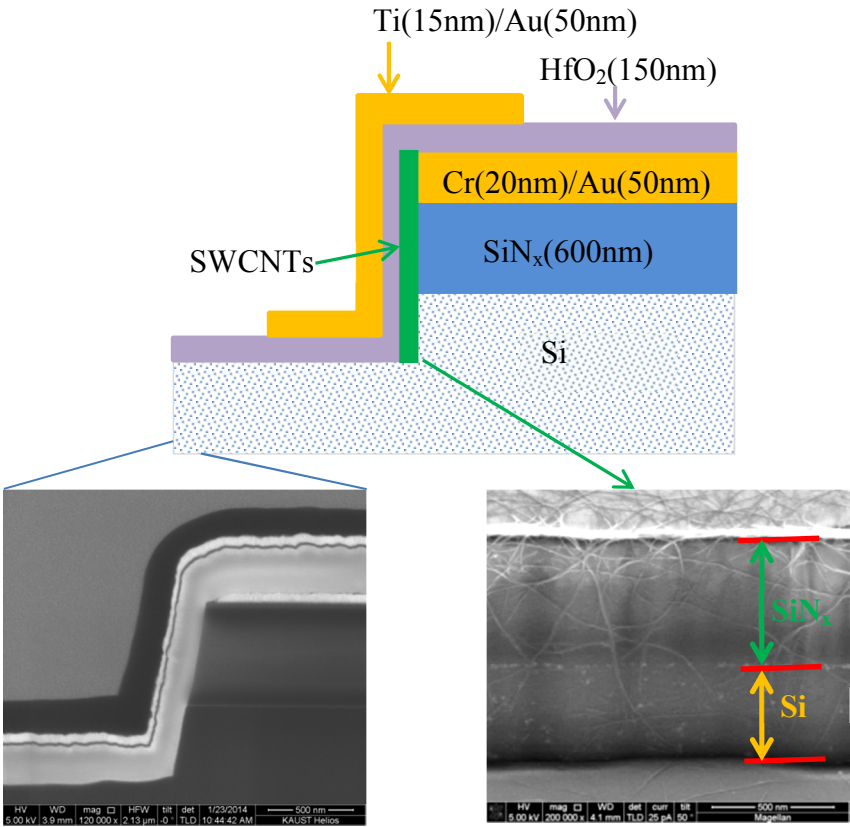 Ti(15nm)/Au(50nm)
HfO₂(150nm)
Cr(20nm)/Au(50nm)
SWCNTs
SiNₓ(600nm)
Si
SiNₓ
Si
HV WD mag □ HFW tilt det 1/23/2014 500 nm
5.00 kV 3.9 mm 120 000 x 2.13 µm -0 ° TLD 10:44:42 AM KAUST Helios
HV mag □ WD det curr tilt 500 nm
5.00 kV 200 000 x 4.1 mm TLD 25 pA 50 ° Magellan